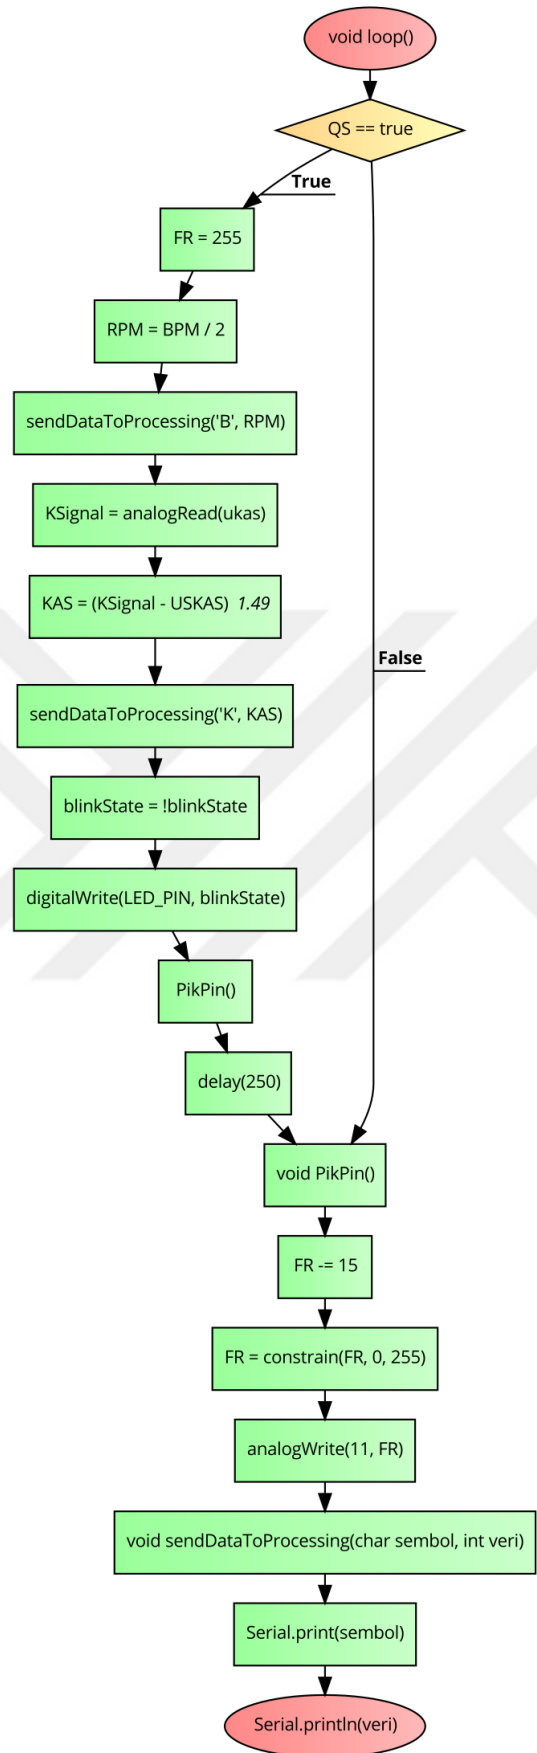 void loop()
QS == true
True
FR = 255
RPM = BPM / 2
sendDataToProcessing('B', RPM)
KSignal = analogRead(ukas)
KAS = (KSignal - USKAS) 1.49
False
sendDataToProcessing('K', KAS)
blinkState = !blinkState
digitalWrite(LED_PIN, blinkState)
PikPin()
delay(250)
void PikPin()
FR -= 15
FR = constrain(FR, 0, 255)
analogWrite(11, FR)
void sendDataToProcessing(char sembol, int veri)
Serial.print(sembol)
Serial.println(veri)